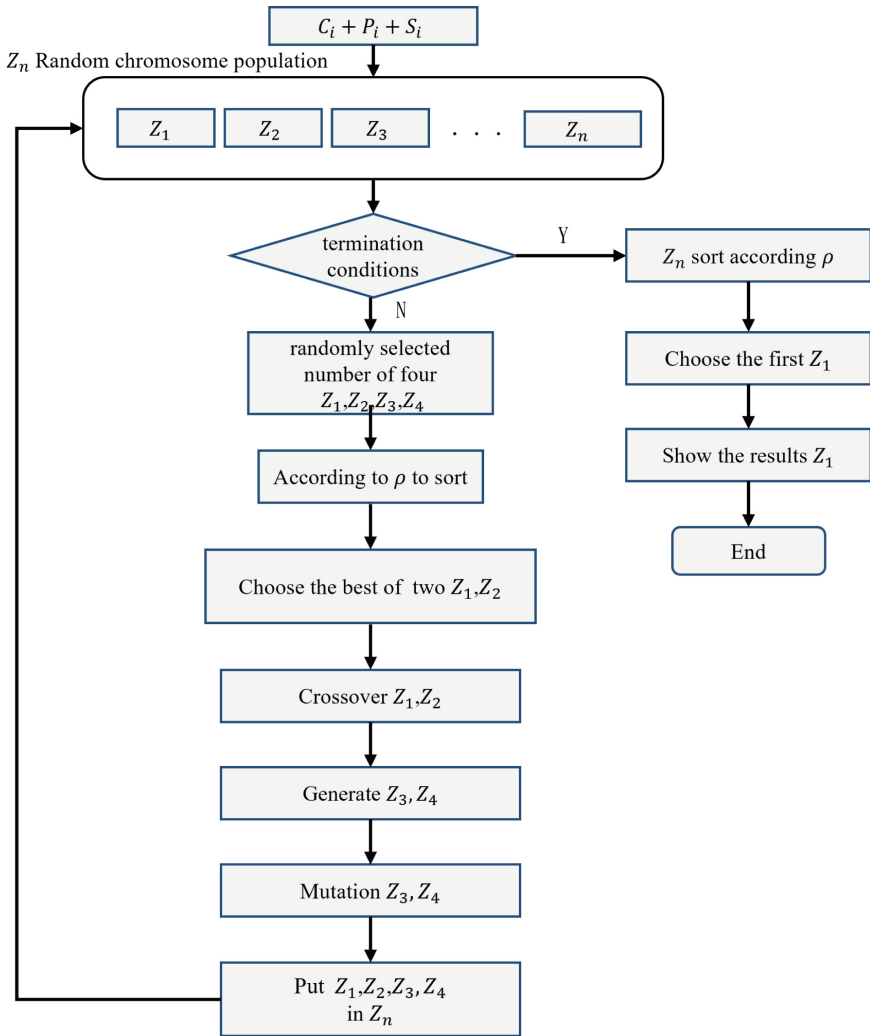 C_i + P_i + S_i
Z_n Random chromosome population
Z_1
Z_2
Z_3
. . .
Z_n
termination
conditions
Y
N
Z_n sort according ρ
Choose the first Z_1
Show the results Z_1
End
randomly selected
number of four
Z_1,Z_2,Z_3,Z_4
According to ρ to sort
Choose the best of two Z_1,Z_2
Crossover Z_1,Z_2
Generate Z_3, Z_4
Mutation Z_3, Z_4
Put Z_1,Z_2,Z_3, Z_4
in Z_n